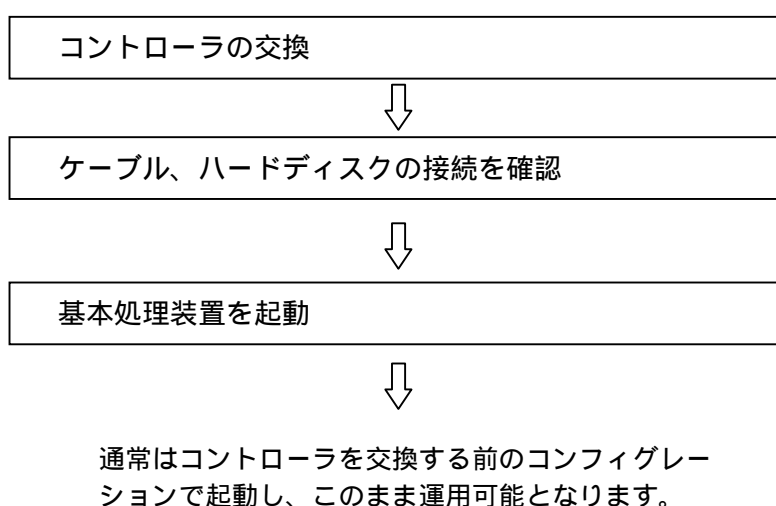 コントローラの交換
ケーブル、ハードディスクの接続を確認
基本処理装置を起動
通常はコントローラを交換する前のコンフィグレー
ションで起動し、このまま運用可能となります。